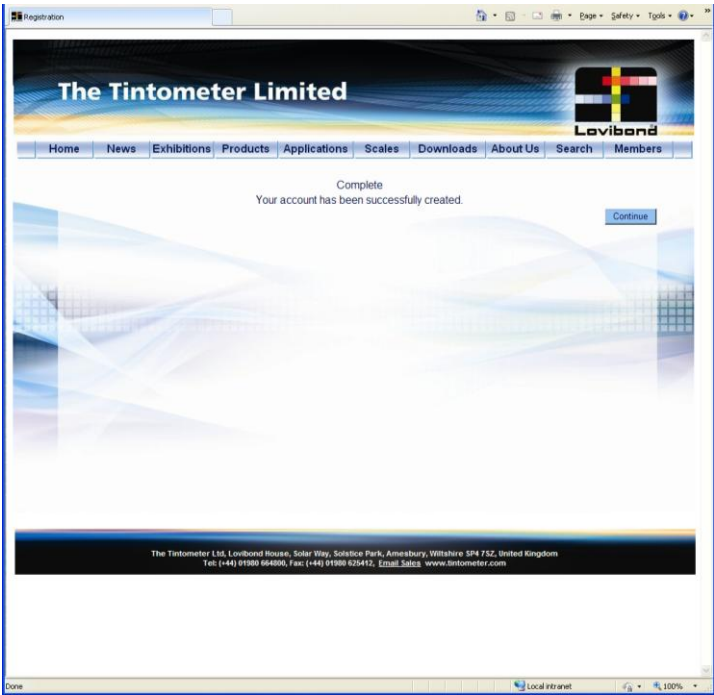 Registration
Page Safety Tools
The Tintometer Limited
Lovibond
Home News Exhibitions Products Applications Scales Downloads About Us Search Members
Complete
Your account has been successfully created.
Continue
The Tintometer Ltd, Lovibond House, Solar Way, Solstice Park, Amesbury, Wiltshire SP4 7SZ, United Kingdom
Tel: (+44) 01980 664800, Fax: (+44) 01980 625412, Email Sales www.tintometer.com
Done Local intranet 100%